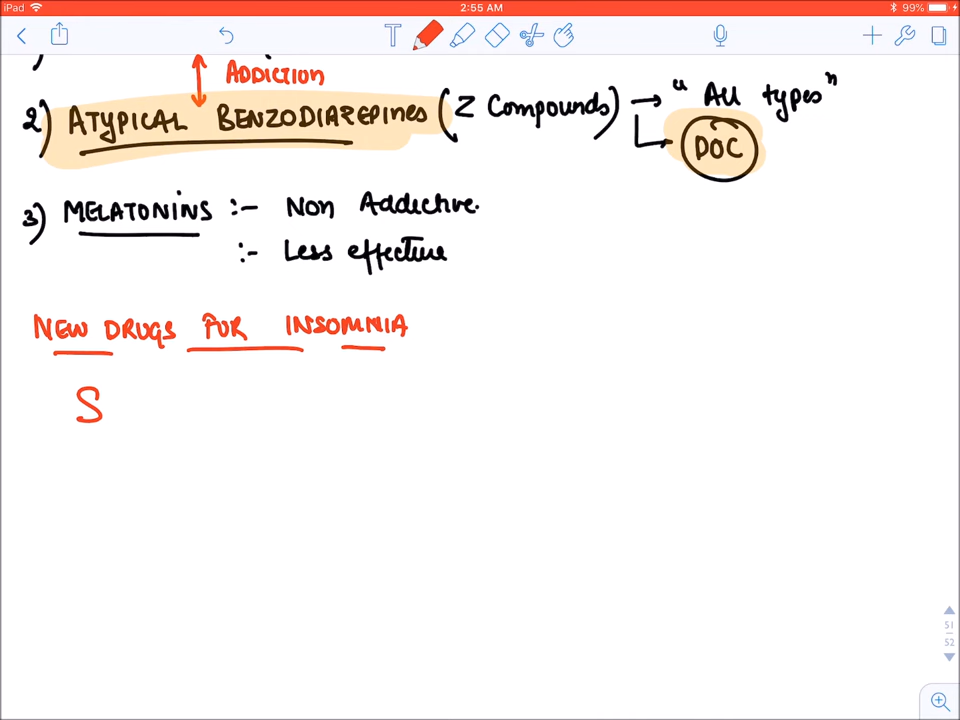 iPad 2:55 AM 99%
T
ADDICTION
2) ATYPICAL BENZODIAZEPINES (Z Compounds) → "All types"
DOC
3) MELATONINS :- Non Addictive.
:- Less effective
NEW DRUGS FOR INSOMNIA
S
51
52